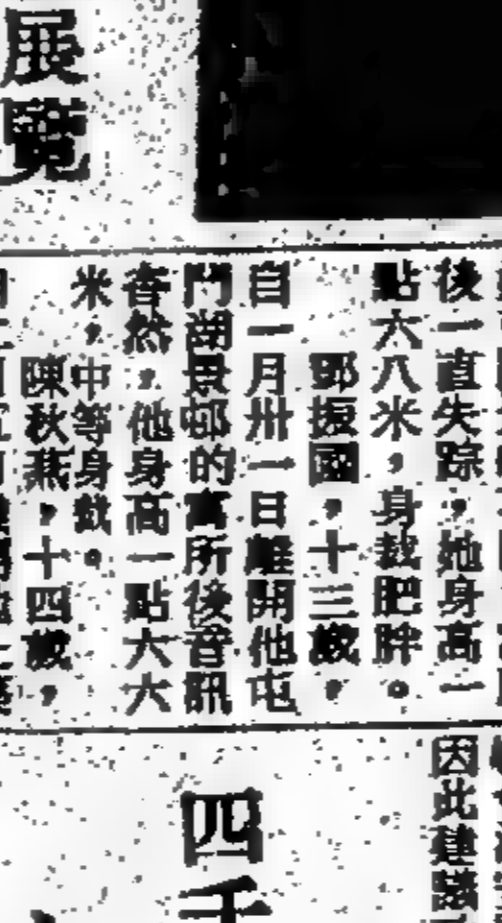 展覽
後一直失踪，她身高一
點六八米，身裁肥胖。
鄧振國，十三歲，
自一月卅一日離開他屯
門湖景邨的寓所後音訊
杳然，他身高一點六六
米，中等身裁。
陳秋燕，十四歲，
因此建議
四千